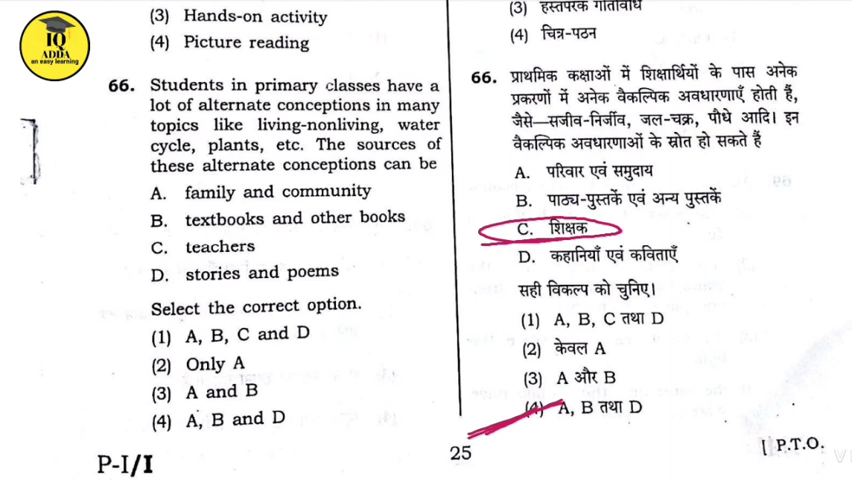 IQ
ADDA
an easy learning
(3) Hands-on activity
(4) Picture reading
66. Students in primary classes have a
lot of alternate conceptions in many
topics like living-nonliving, water
cycle, plants, etc. The sources of
these alternate conceptions can be
A. family and community
B. textbooks and other books
C. teachers
D. stories and poems
Select the correct option.
(1) A, B, C and D
(2) Only A
(3) A and B
(4) A, B and D
P-I/I
(3) हस्तपरक गतिविधि
(4) चित्र-पठन
66. प्राथमिक कक्षाओं में शिक्षार्थियों के पास अनेक
प्रकरणों में अनेक वैकल्पिक अवधारणाएँ होती हैं,
जैसे—सजीव-निर्जीव, जल-चक्र, पौधे आदि। इन
वैकल्पिक अवधारणाओं के स्रोत हो सकते हैं
A. परिवार एवं समुदाय
B. पाठ्य-पुस्तकें एवं अन्य पुस्तकें
C. शिक्षक
D. कहानियाँ एवं कविताएँ
सही विकल्प को चुनिए।
(1) A, B, C तथा D
(2) केवल A
(3) A और B
(4) A, B तथा D
25
[ P.T.O.